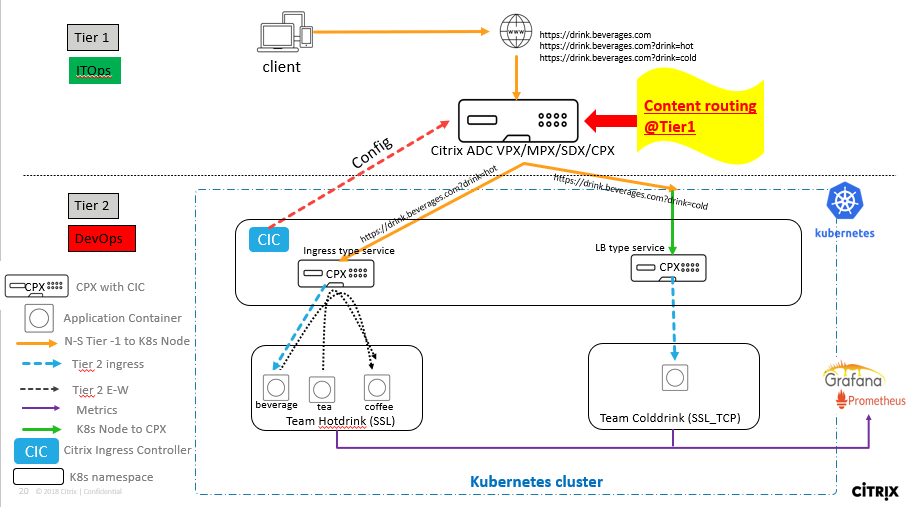 Tier 1
ITOps
client
www
https://drink.beverages.com
https://drink.beverages.com?drink=hot
https://drink.beverages.com?drink=cold
Content routing
@Tier1
Citrix ADC VPX/MPX/SDX/CPX
Config
Tier 2
DevOps
https://drink.beverages.com?drink=hot
https://drink.beverages.com?drink=cold
kubernetes
CIC
Ingress type service
CPX
LB type service
CPX
CPX
CPX with CIC
Application Container
N-S Tier -1 to K8s Node
Tier 2 ingress
Tier 2 E-W
Metrics
K8s Node to CPX
CIC
Citrix Ingress Controller
K8s namespace
beverage
tea
coffee
Team Hotdrink (SSL)
Team Colddrink (SSL_TCP)
Grafana
Prometheus
Kubernetes cluster
20 © 2018 Citrix | Confidential
CITRIX